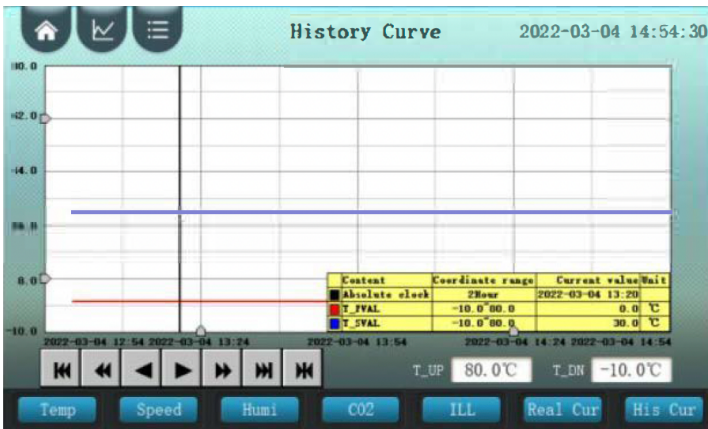 History Curve
2022-03-04 14:54:30
8.0
-10.0
Content Coordinate range Current value Unit
Absolute clock 2Hour 2022-03-04 13:20
T_PVAL -10.0~80.0 0.0 ℃
T_SVAL -10.0~80.0 30.0 ℃
2022-03-04 12:54 2022-03-04 13:24 2022-03-04 13:54 2022-03-04 14:24 2022-03-04 14:54
T_UP 80.0℃ T_DN -10.0℃
Temp Speed Humi CO2 ILL Real Cur His Cur